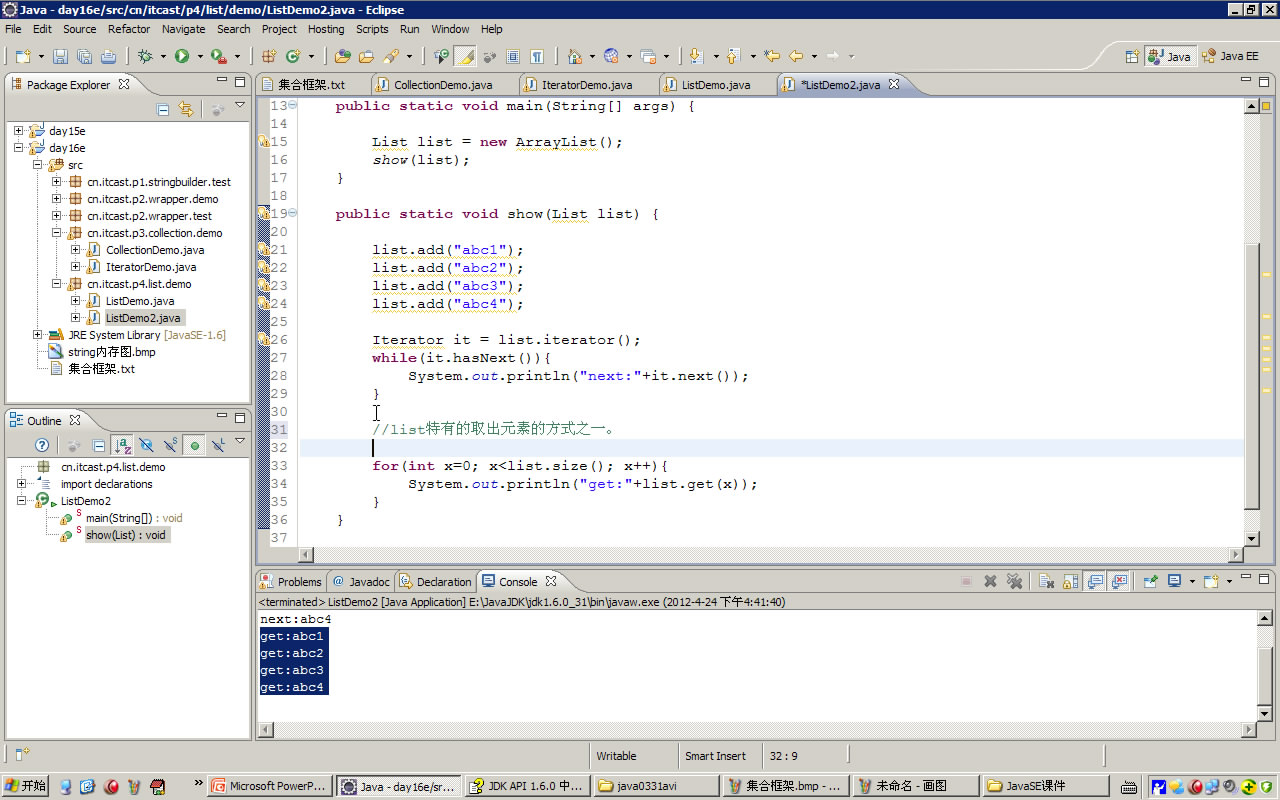 Java - day16e/src/cn/itcast/p4/list/demo/ListDemo2.java - Eclipse
File Edit Source Refactor Navigate Search Project Hosting Scripts Run Window Help
Java Java EE
Package Explorer
day15e
day16e
src
cn.itcast.p1.stringbuilder.test
cn.itcast.p2.wrapper.demo
cn.itcast.p2.wrapper.test
cn.itcast.p3.collection.demo
CollectionDemo.java
IteratorDemo.java
cn.itcast.p4.list.demo
ListDemo.java
ListDemo2.java
JRE System Library [JavaSE-1.6]
string内存图.bmp
集合框架.txt
Outline
cn.itcast.p4.list.demo
import declarations
ListDemo2
main(String[]) : void
show(List) : void
集合框架.txt CollectionDemo.java IteratorDemo.java ListDemo.java *ListDemo2.java
13 public static void main(String[] args) {
14
15 List list = new ArrayList();
16 show(list);
17 }
18
19 public static void show(List list) {
20
21 list.add("abc1");
22 list.add("abc2");
23 list.add("abc3");
24 list.add("abc4");
25
26 Iterator it = list.iterator();
27 while(it.hasNext()){
28 System.out.println("next:"+it.next());
29 }
30
31 //list特有的取出元素的方式之一。
32
33 for(int x=0; x<list.size(); x++){
34 System.out.println("get:"+list.get(x));
35 }
36 }
37
Problems Javadoc Declaration Console
<terminated> ListDemo2 [Java Application] E:\JavaJDK\jdk1.6.0_31\bin\javaw.exe (2012-4-24 下午4:41:40)
next:abc4
get:abc1
get:abc2
get:abc3
get:abc4
Writable Smart Insert 32 : 9
开始 Microsoft PowerP... Java - day16e/sr... JDK API 1.6.0 中... java0331avi 集合框架.bmp - ... 未命名 - 画图 JavaSE课件